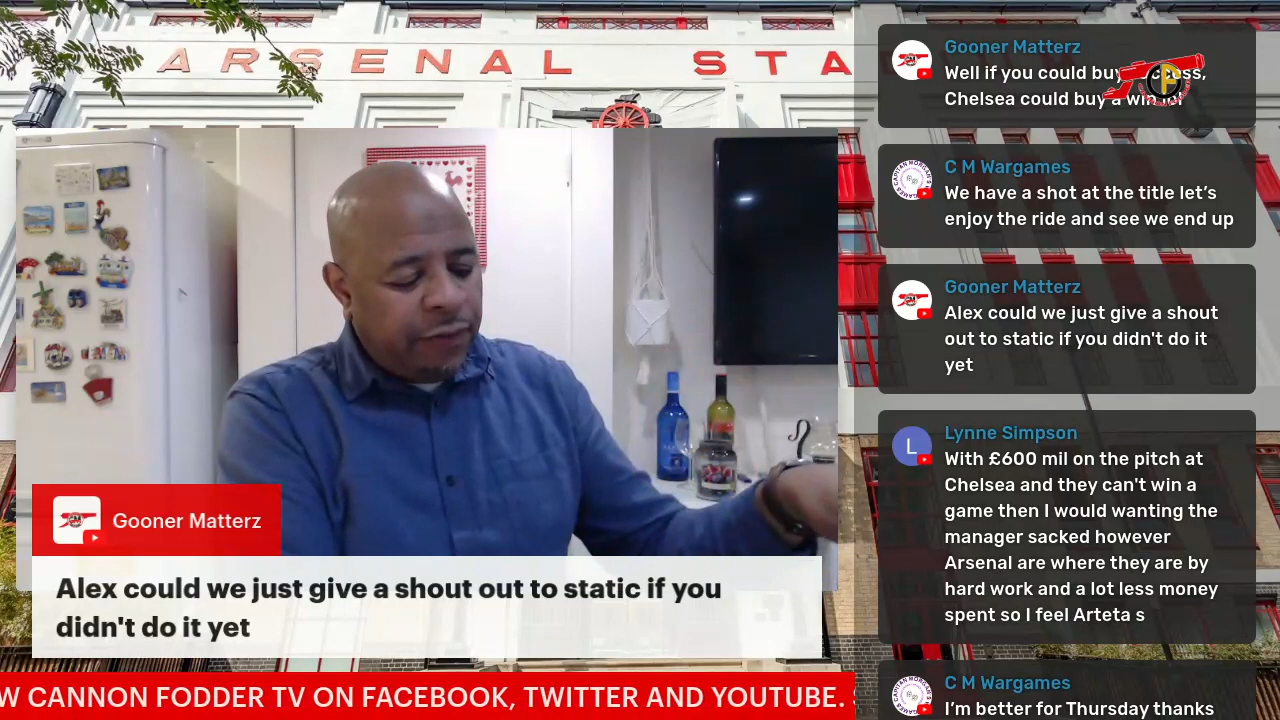 ARSENAL STA
Gooner Matterz
Well if you could buy
Chelsea could buy a win
C M Wargames
We have a shot at the title let's
enjoy the ride and see we end up
Gooner Matterz
Alex could we just give a shout
out to static if you didn't do it
yet
L
Lynne Simpson
With £600 mil on the pitch at
Chelsea and they can't win a
game then I would wanting the
manager sacked however
Arsenal are where they are by
hard work and a lot less money
spent so I feel Arteta s
C M Wargames
I'm better for Thursday thanks
Gooner Matterz
Alex could we just give a shout out to static if you
didn't do it yet
W CANNON FODDER TV ON FACEBOOK, TWITTER AND YOUTUBE.